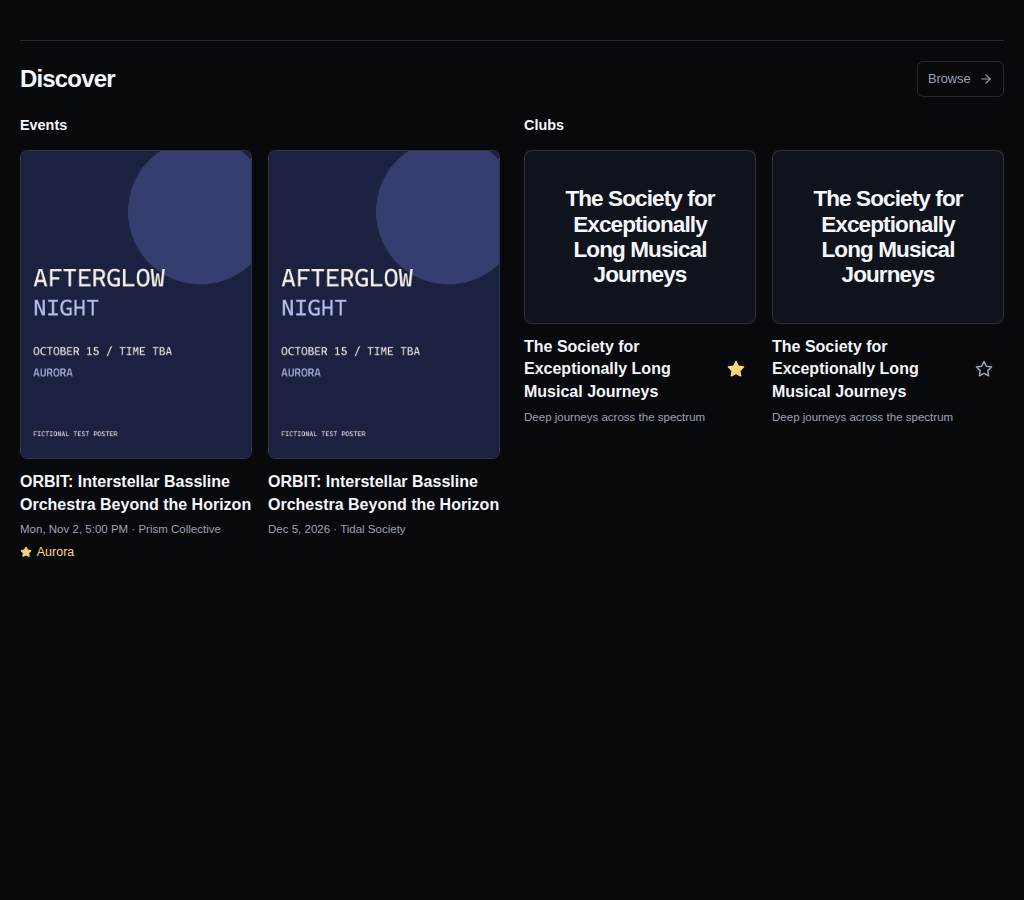 Discover
Browse
Events
AFTERGLOW
NIGHT
OCTOBER 15 / TIME TBA
AURORA
FICTIONAL TEST POSTER
ORBIT: Interstellar Bassline
Orchestra Beyond the Horizon
Mon, Nov 2, 5:00 PM · Prism Collective
Aurora
AFTERGLOW
NIGHT
OCTOBER 15 / TIME TBA
AURORA
FICTIONAL TEST POSTER
ORBIT: Interstellar Bassline
Orchestra Beyond the Horizon
Dec 5, 2026 · Tidal Society
Clubs
The Society for
Exceptionally
Long Musical
Journeys
The Society for
Exceptionally Long
Musical Journeys
Deep journeys across the spectrum
The Society for
Exceptionally
Long Musical
Journeys
The Society for
Exceptionally Long
Musical Journeys
Deep journeys across the spectrum